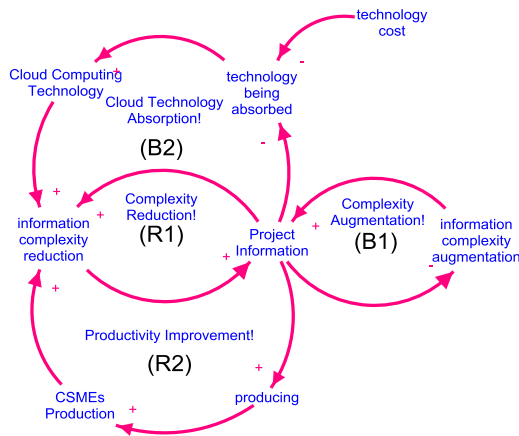 technology
cost
Cloud Computing
Technology
+
-
technology
being
absorbed
Cloud Technology
Absorption!
(B2)
-
+
Complexity
Reduction!
(R1)
+
information
complexity
reduction
Project
Information
+
Complexity
Augmentation!
(B1)
+
information
complexity
augmentation
-
+
Productivity Improvement!
(R2)
+
CSMEs
Production
+
producing